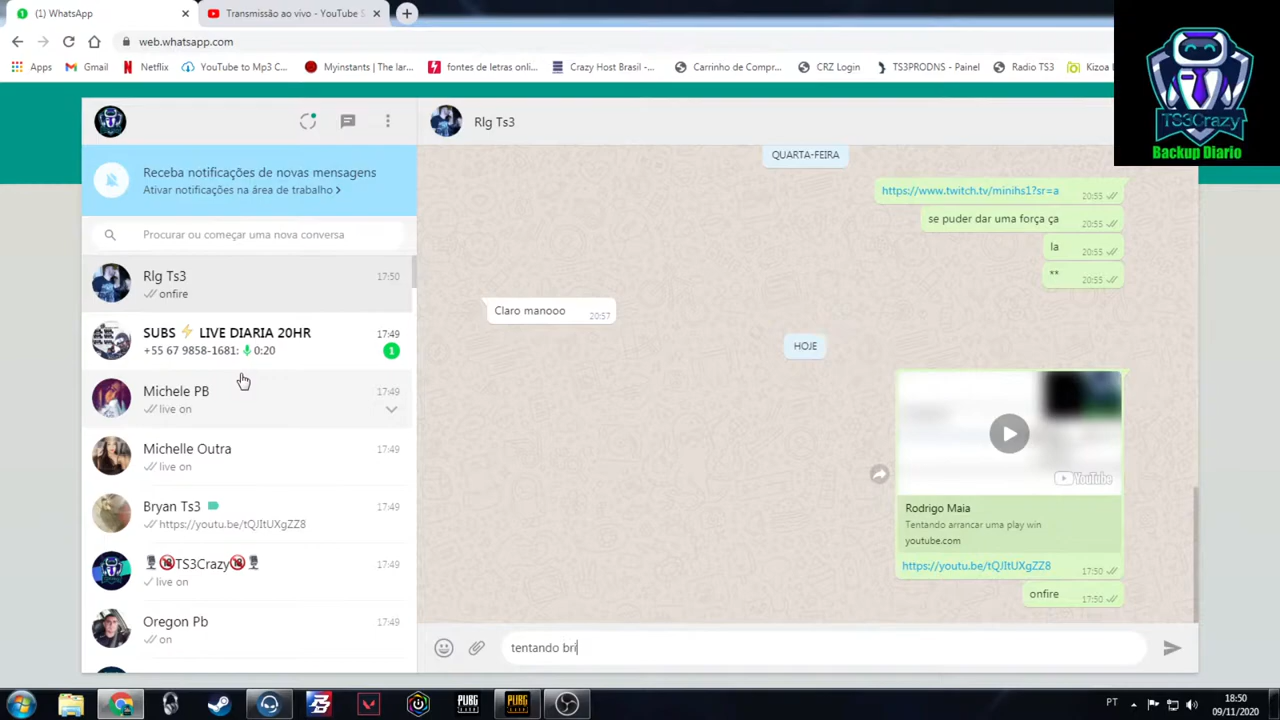 (1) WhatsApp
Transmissão ao vivo - YouTube S
web.whatsapp.com
Apps
Gmail
Netflix
YouTube to Mp3 C...
Myinstants | The lar...
fontes de letras onli...
Crazy Host Brasil -...
Carrinho de Compr...
CRZ Login
TS3PRODNS - Painel
Radio TS3
Kizoa
TS3Crazy
Backup Diario
Receba notificações de novas mensagens
Ativar notificações na área de trabalho >
Procurar ou começar uma nova conversa
Rlg Ts3 17:50
onfire
SUBS ⚡ LIVE DIARIA 20HR 17:49
+55 67 9858-1681: 0:20 1
Michele PB 17:49
live on
Michelle Outra 17:49
live on
Bryan Ts3 17:49
https://youtu.be/tQJItUXgZZ8
🎙️🔞TS3Crazy🔞🎙️ 17:49
live on
Oregon Pb 17:49
on
Rlg Ts3
QUARTA-FEIRA
https://www.twitch.tv/minihs1?sr=a 20:55
se puder dar uma força ça 20:55
la 20:55
** 20:55
Claro manooo 20:57
HOJE
YouTube
Rodrigo Maia
Tentando arrancar uma play win
youtube.com
https://youtu.be/tQJItUXgZZ8 17:50
onfire 17:50
tentando bri
PUBG
PUBG
PT
18:50
09/11/2020